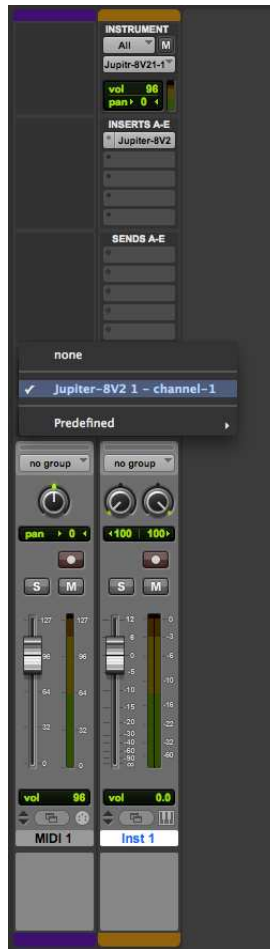 INSTRUMENT
All M
Jupitr-8V21-1
vol 96
pan 0
INSERTS A-E
Jupiter-8V2
SENDS A-E
none
✓ Jupiter-8V2 1 - channel-1
Predefined
no group no group
pan 0 100 100
S M S M
127 127 12 0
6 -3
96 96 0 -6
-5
64 64 -10 -10
-15 -16
32 32 -20 -22
-30
-40 -32
-60 -60
0 0 -90
∞
vol 96 vol 0.0
MIDI 1 Inst 1